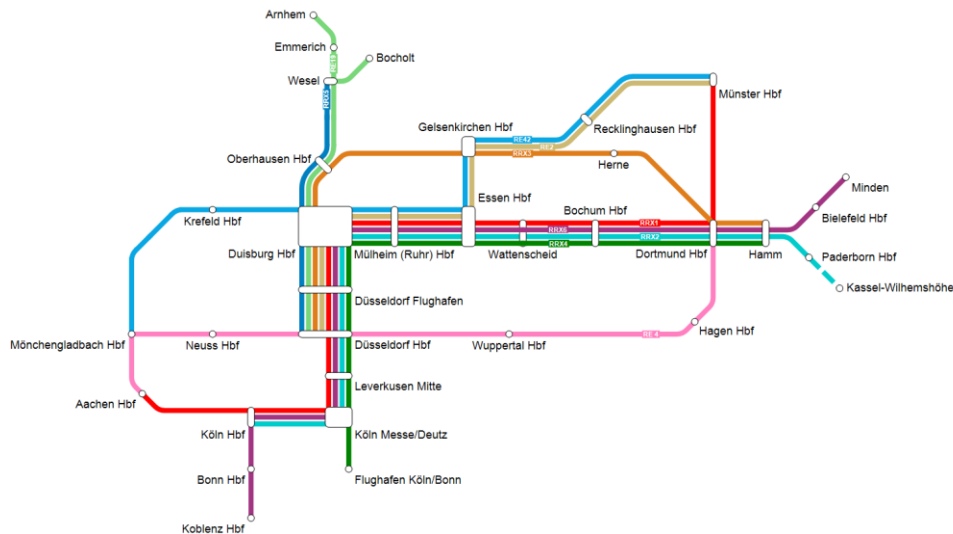 Arnhem
Emmerich
RE19
Bocholt
Wesel
RRX5
Münster Hbf
Gelsenkirchen Hbf
Recklinghausen Hbf
RE42
RE2
RRX3
Oberhausen Hbf
Herne
Minden
Essen Hbf
Bochum Hbf
Bielefeld Hbf
Krefeld Hbf
RRX1
RRX6
RRX2
RRX4
Duisburg Hbf
Mülheim (Ruhr) Hbf
Wattenscheid
Dortmund Hbf
Hamm
Paderborn Hbf
Kassel-Wilhemshöhe
Düsseldorf Flughafen
Hagen Hbf
RE 4
Mönchengladbach Hbf
Neuss Hbf
Düsseldorf Hbf
Wuppertal Hbf
Leverkusen Mitte
Aachen Hbf
Köln Hbf
Köln Messe/Deutz
Bonn Hbf
Flughafen Köln/Bonn
Koblenz Hbf